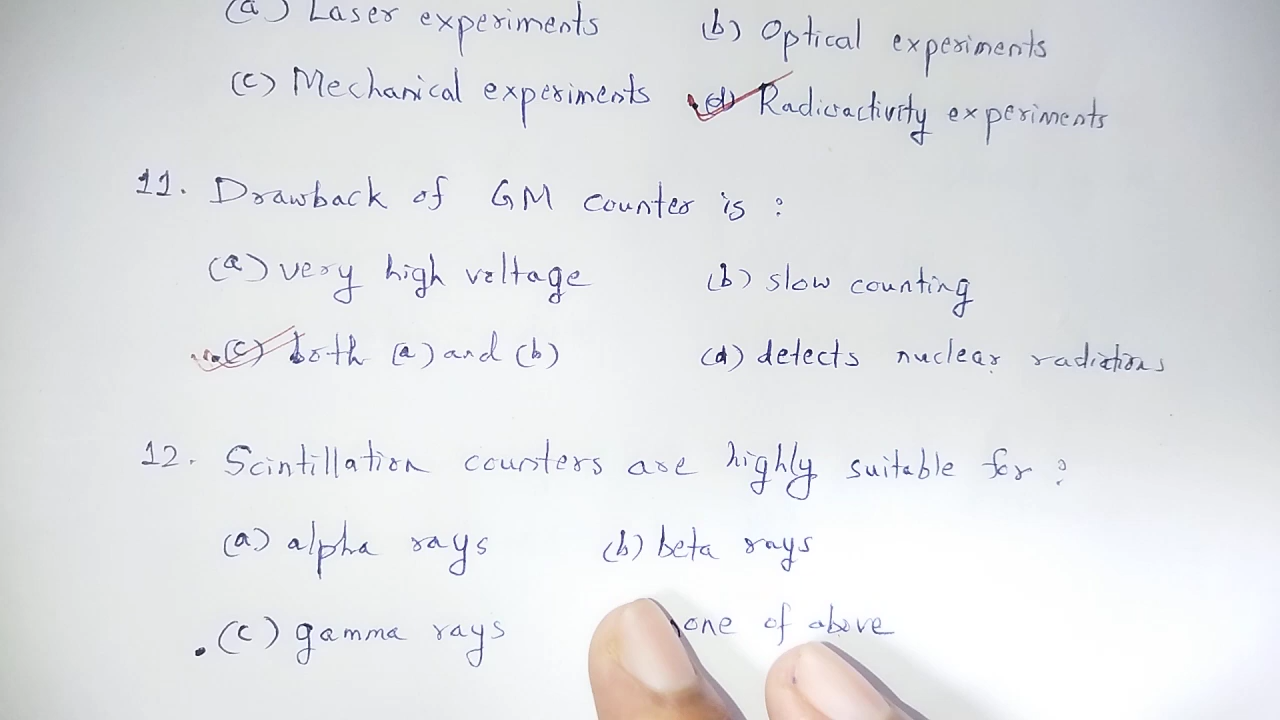 (a) Laser experiments (b) Optical experiments
(c) Mechanical experiments (d) Radioactivity experiments
11. Drawback of GM counter is :
(a) very high voltage (b) slow counting
(c) both (a) and (b) (d) detects nuclear radiations
12. Scintillation counters are highly suitable for :
(a) alpha rays (b) beta rays
(c) gamma rays of above